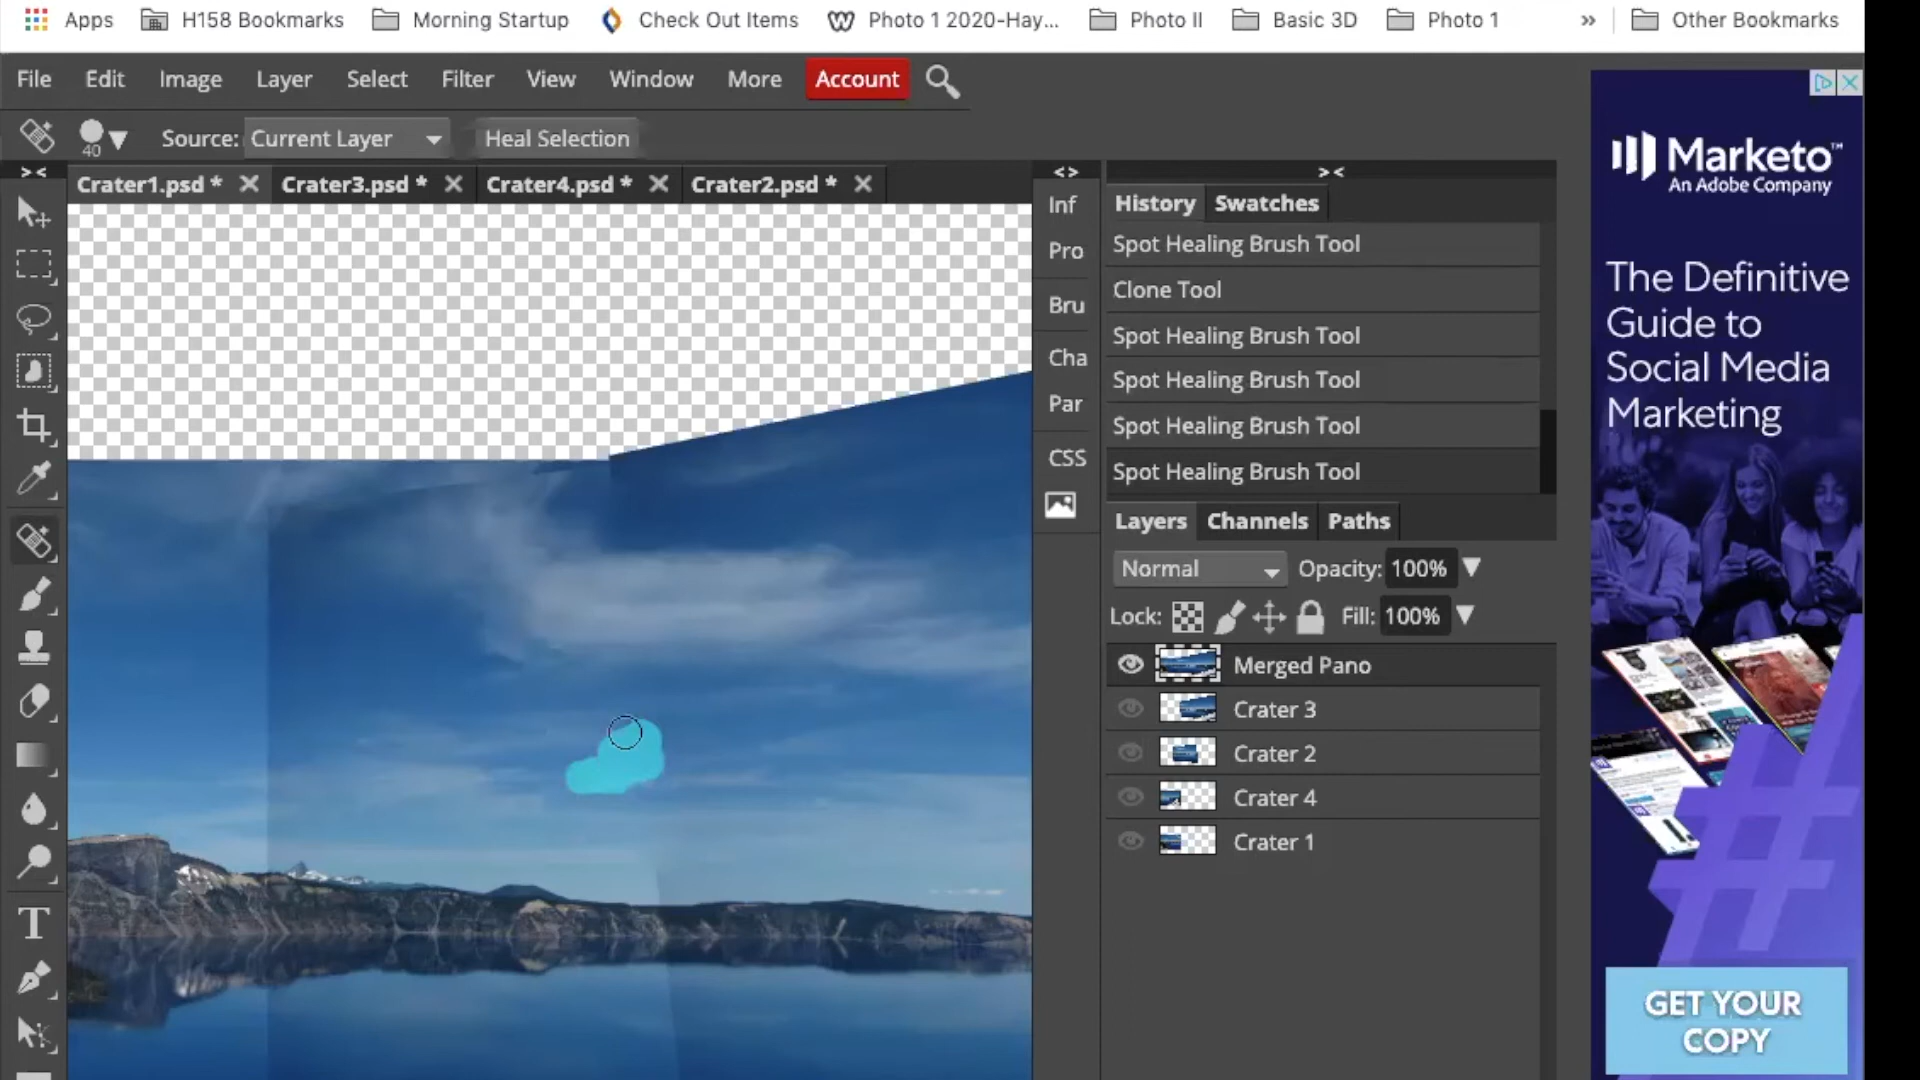 Apps H158 Bookmarks Morning Startup Check Out Items Photo 1 2020-Hay... Photo II Basic 3D Photo 1 » Other Bookmarks
File Edit Image Layer Select Filter View Window More Account
40 Source: Current Layer Heal Selection
> < < > > <
Crater1.psd * Crater3.psd * Crater4.psd * Crater2.psd *
Inf
Pro
Bru
Cha
Par
CSS
History Swatches
Spot Healing Brush Tool
Clone Tool
Spot Healing Brush Tool
Spot Healing Brush Tool
Spot Healing Brush Tool
Spot Healing Brush Tool
Layers Channels Paths
Normal Opacity: 100%
Lock: Fill: 100%
Merged Pano
Crater 3
Crater 2
Crater 4
Crater 1
T
Marketo™
An Adobe Company
The Definitive
Guide to
Social Media
Marketing
#
GET YOUR
COPY